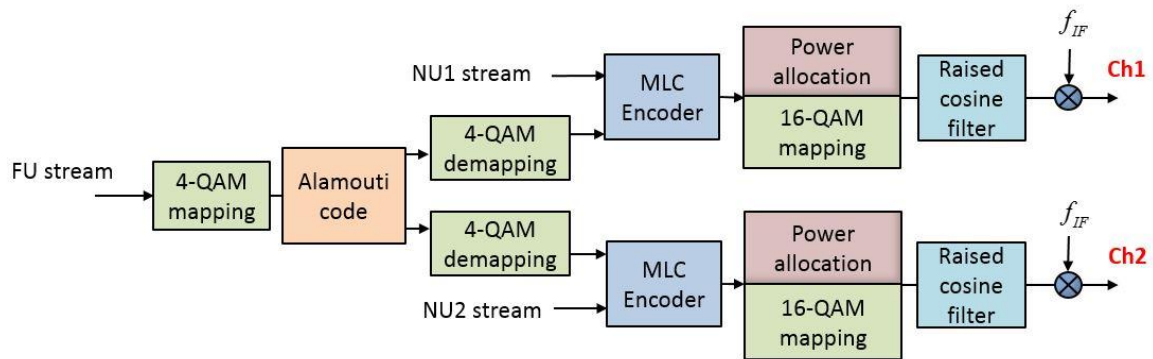 FU stream
4-QAM
mapping
Alamouti
code
4-QAM
demapping
NU1 stream
MLC
Encoder
Power
allocation
16-QAM
mapping
Raised
cosine
filter
f_IF
Ch1
4-QAM
demapping
NU2 stream
MLC
Encoder
Power
allocation
16-QAM
mapping
Raised
cosine
filter
f_IF
Ch2